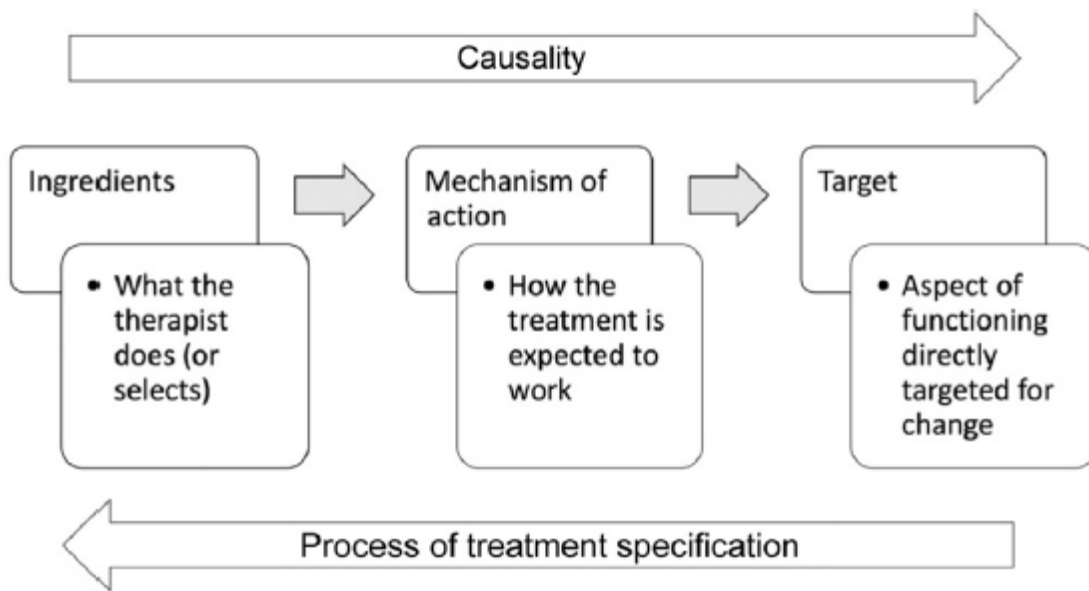 Causality
Ingredients
• What the
therapist
does (or
selects)
Mechanism of
action
• How the
treatment is
expected to
work
Target
• Aspect of
functioning
directly
targeted for
change
Process of treatment specification